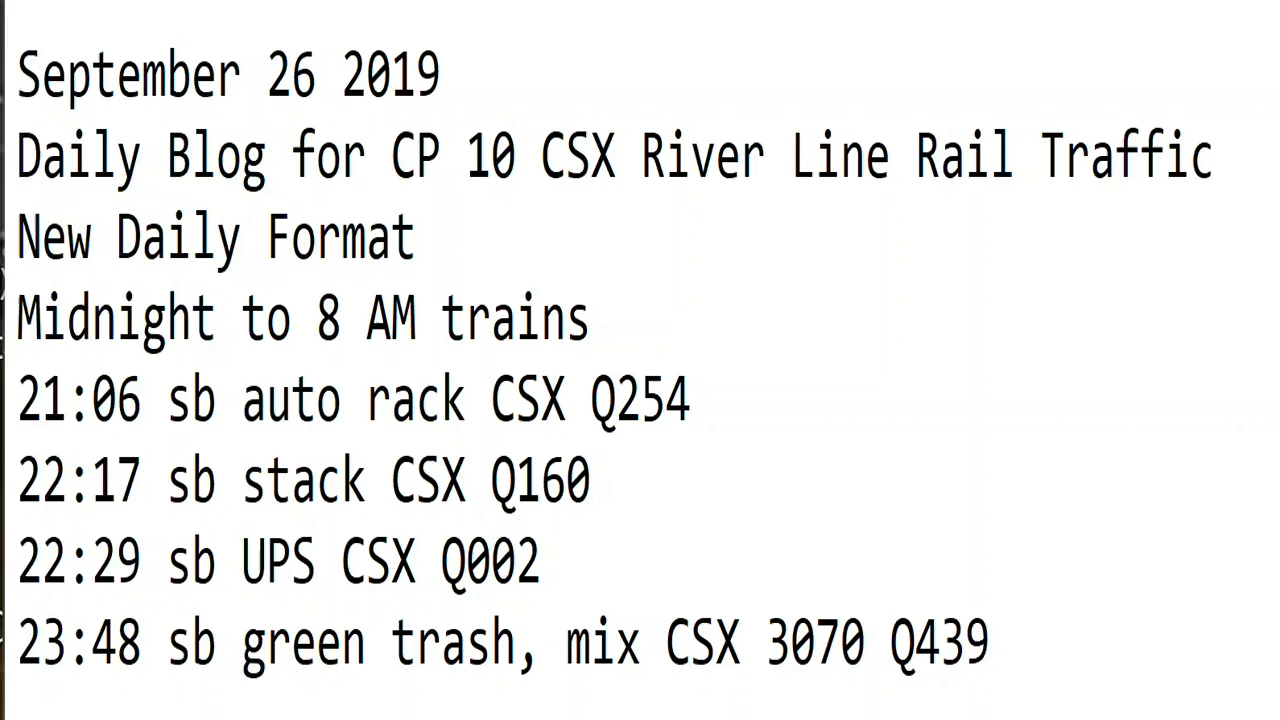 September 26 2019
Daily Blog for CP 10 CSX River Line Rail Traffic
New Daily Format
Midnight to 8 AM trains
21:06 sb auto rack CSX Q254
22:17 sb stack CSX Q160
22:29 sb UPS CSX Q002
23:48 sb green trash, mix CSX 3070 Q439